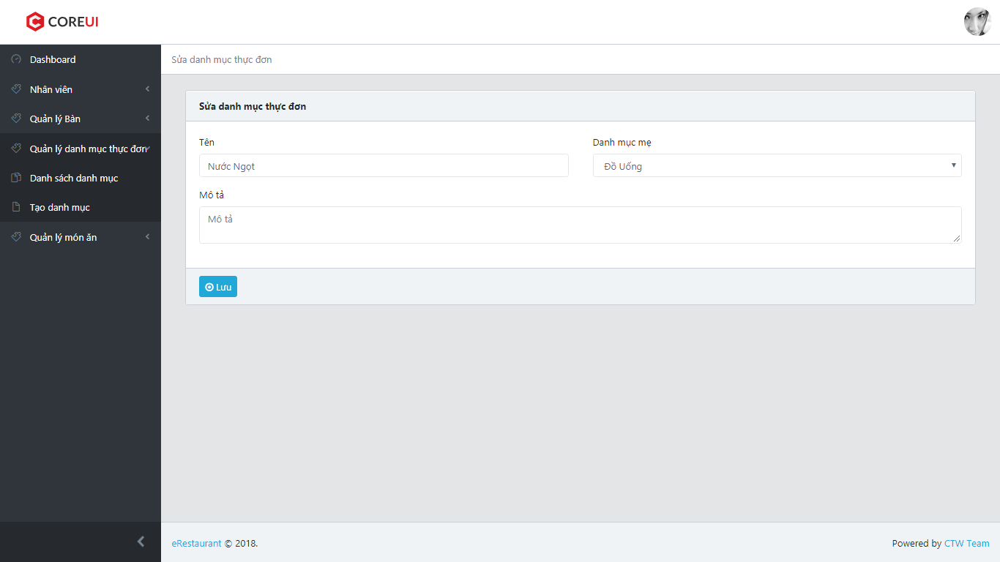 COREUI
Dashboard
Nhân viên
Quản lý Bàn
Quản lý danh mục thực đơn
Danh sách danh mục
Tạo danh mục
Quản lý món ăn
Sửa danh mục thực đơn
Sửa danh mục thực đơn
Tên
Danh mục mẹ
Nước Ngọt
Đồ Uống
Mô tả
Mô tả
Lưu
eRestaurant © 2018.
Powered by CTW Team